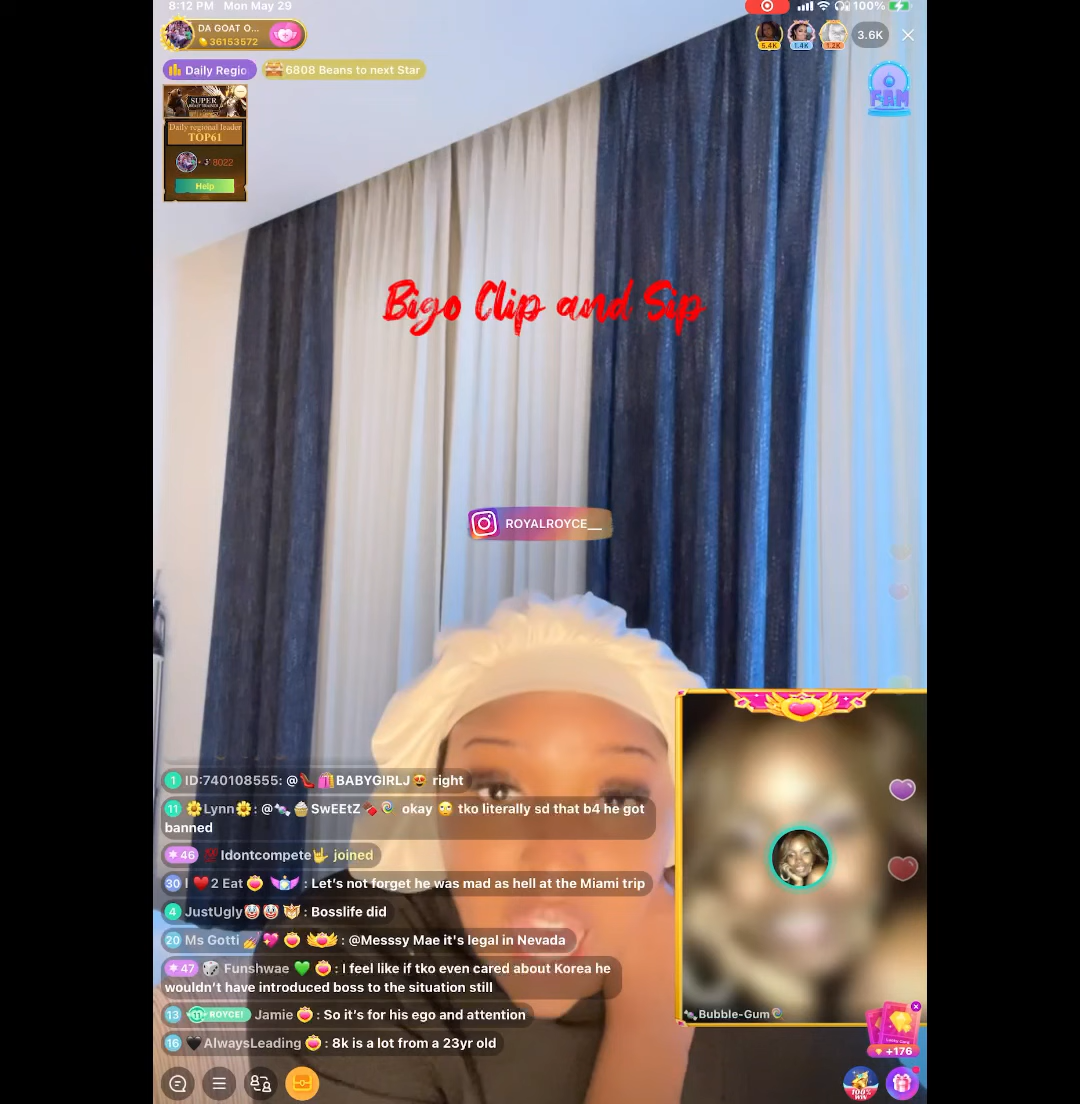 8:12 PM Mon May 29
100%
DA GOAT O...
36153572
5.4K
1.4K
1.2K
3.6K
Daily Regio
6808 Beans to next Star
FAM
SUPER
Daily regional leader
TOP61
8022
Help
Bigo Clip and Sip
ROYALROYCE__
1 ID:740108555: @👠🛍️BABYGIRLJ😍 right
11 🌻Lynn🌻: @🍬🧁SwEEtZ🍫🍭 okay 🙄 tko literally sd that b4 he got
banned
46 💯Idontcompete🤟 joined
30 I ❤️2 Eat : Let's not forget he was mad as hell at the Miami trip
4 JustUgly🤡🤡 : Bosslife did
20 Ms Gotti 💅💖 : @Messsy Mae it's legal in Nevada
47 🎲 Funshwae 💚 : I feel like if tko even cared about Korea he
wouldn't have introduced boss to the situation still
13 11 ROYCE! Jamie : So it's for his ego and attention
16 🖤AlwaysLeading : 8k is a lot from a 23yr old
🍬Bubble-Gum🍭
+176
100%
WIN